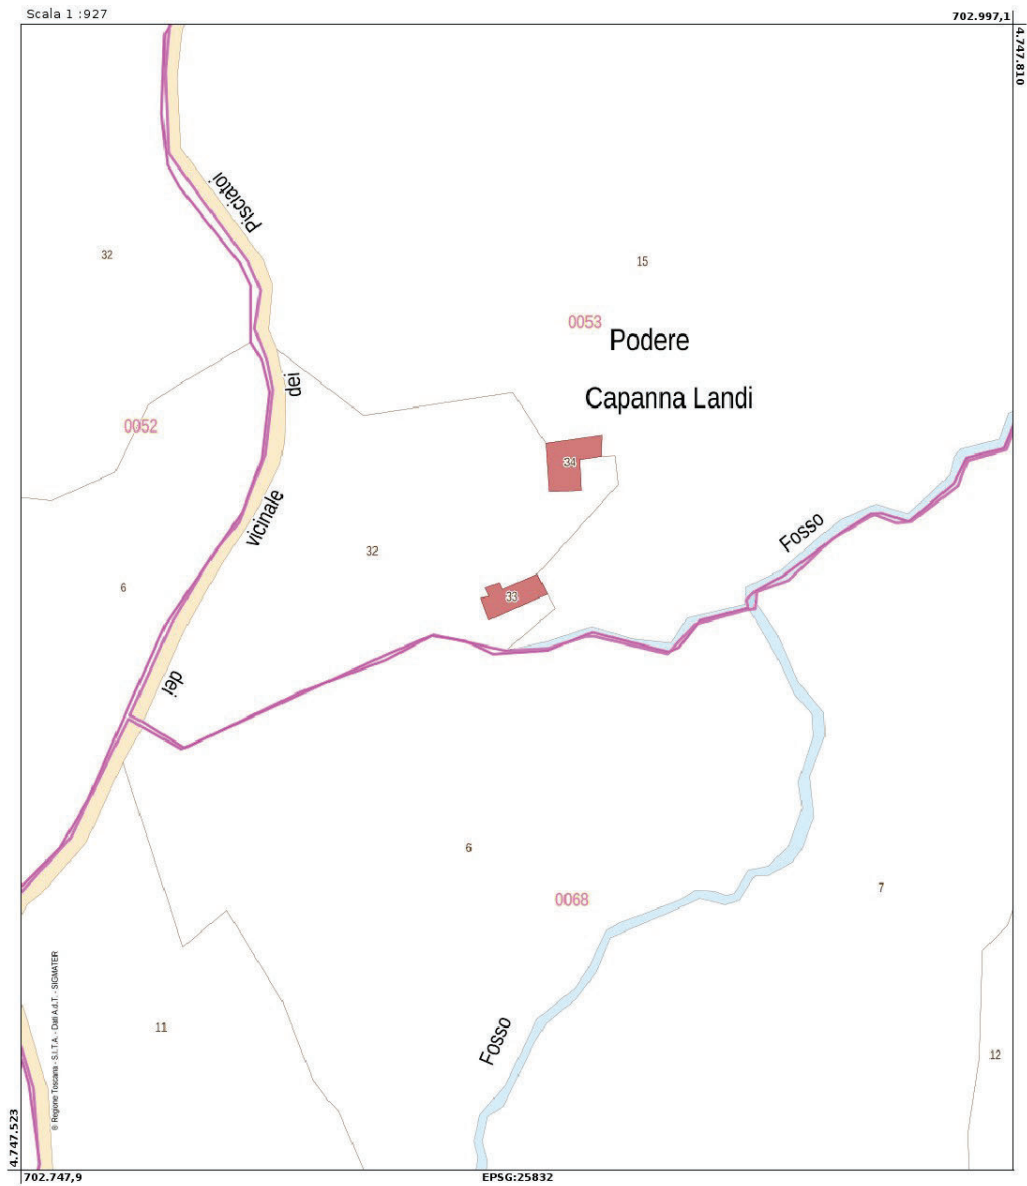 Scala 1 :927
702.997,1
4.747.810
Pisciatoi
32
15
0053
Podere
dei
Capanna Landi
0052
34
vicinale
Fosso
32
6
33
dei
6
7
0068
® Regione Toscana - S.I.T.A. - Dati A.d.T. - SIGMATER
11
Fosso
12
4.747.523
702.747,9
EPSG:25832